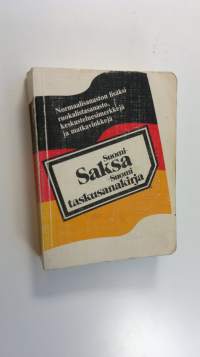 Normaalisanaston lisäksi
ruokalistasanasto,
keskusteluesimerkkejä
ja matkavinkkejä
Suomi
Saksa
Suomi
taskusanakirja